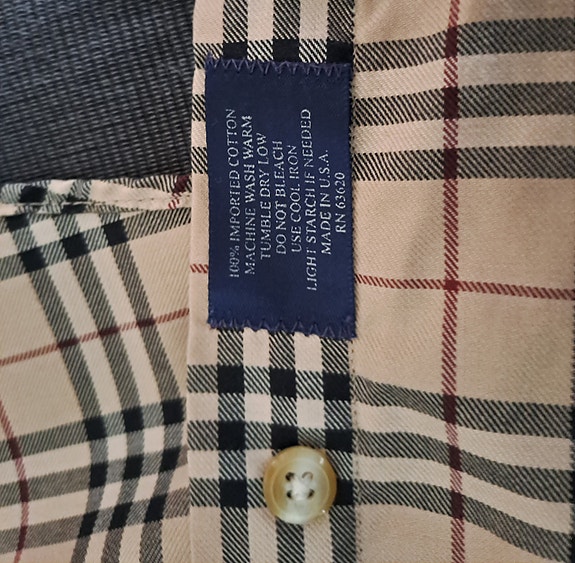 100% IMPORTED COTTON
MACHINE WASH WARM
TUMBLE DRY LOW
DO NOT BLEACH
USE COOL IRON
LIGHT STARCH IF NEEDED
MADE IN U.S.A.
RN 63620